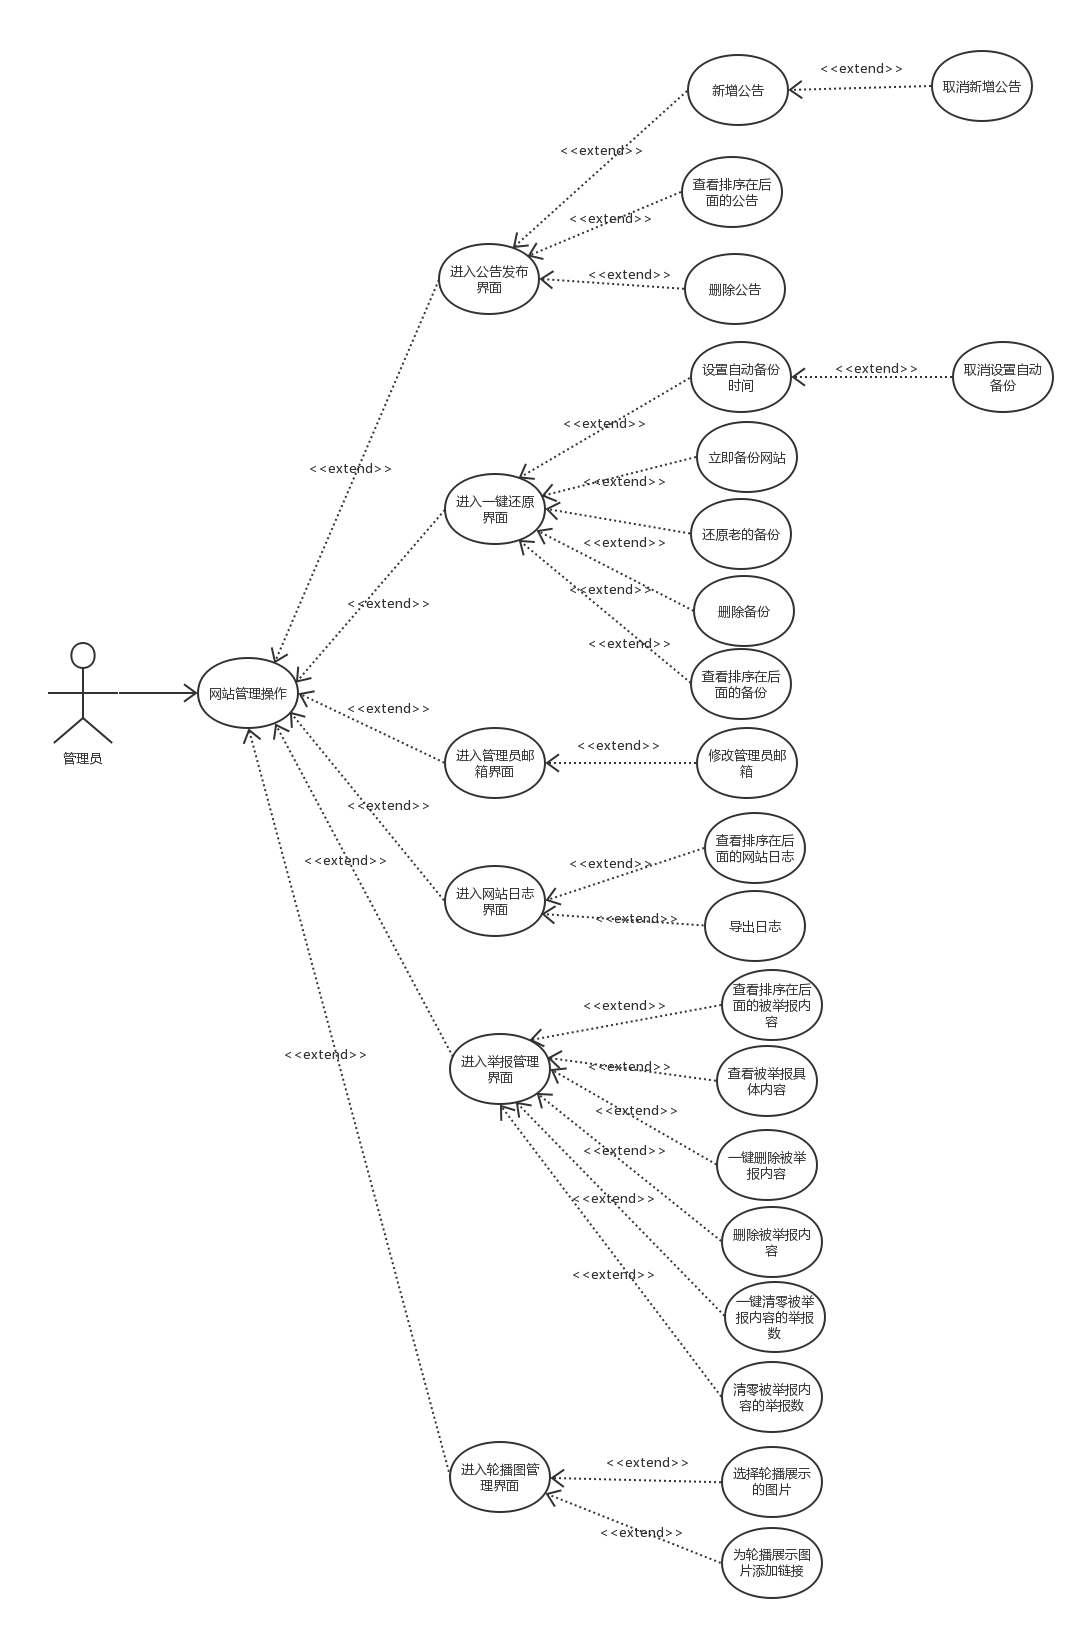 <<extend>>
新增公告
取消新增公告
<<extend>>
查看排序在后
面的公告
<<extend>>
进入公告发布
界面
<<extend>>
删除公告
设置自动备份
时间
<<extend>>
取消设置自动
备份
<<extend>>
立即备份网站
<<extend>>
<<extend>>
进入一键还原
界面
还原老的备份
<<extend>>
<<extend>>
<<extend>>
删除备份
<<extend>>
查看排序在后
面的备份
网站管理操作
管理员
<<extend>>
<<extend>>
进入管理员邮
箱界面
修改管理员邮
箱
<<extend>>
查看排序在后
面的网站日志
<<extend>>
<<extend>>
进入网站日志
界面
<<extend>>
导出日志
查看排序在后
面的被举报内
容
<<extend>>
<<extend>>
进入举报管理
界面
<<extend>>
查看被举报具
体内容
<<extend>>
<<extend>>
一键删除被举
报内容
<<extend>>
删除被举报内
容
<<extend>>
一键清零被举
报内容的举报
数
清零被举报内
容的举报数
<<extend>>
进入轮播图管
理界面
选择轮播展示
的图片
<<extend>>
为轮播展示图
片添加链接